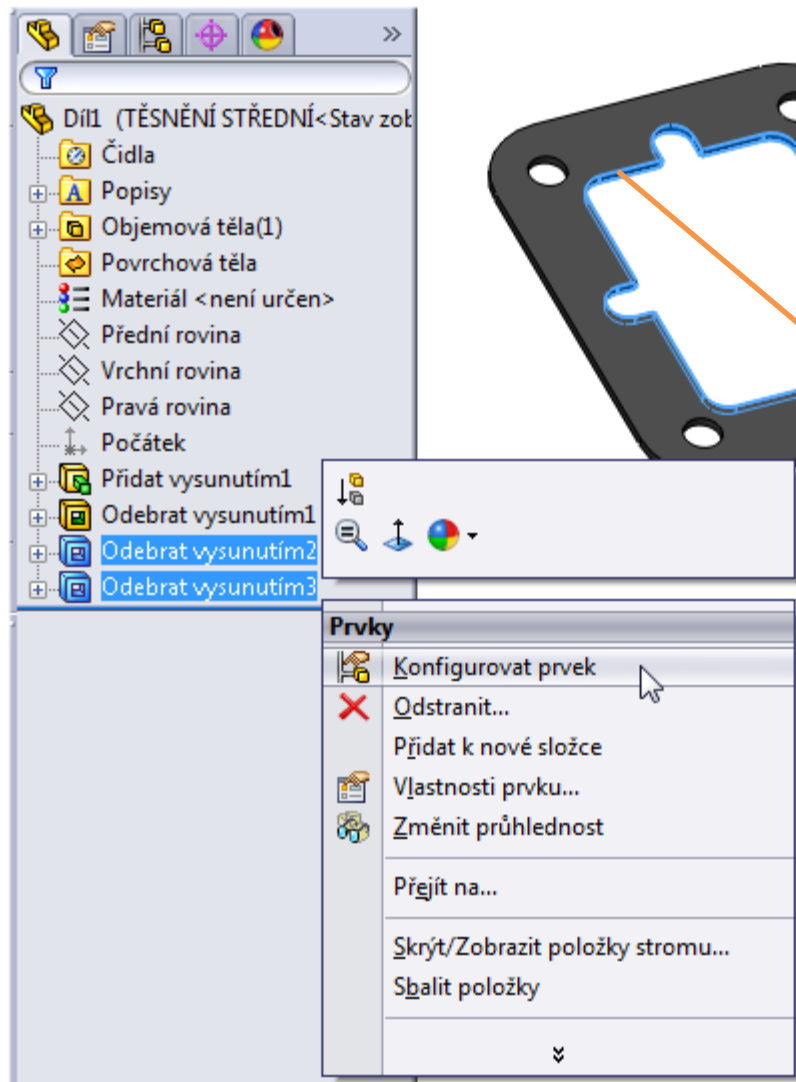 Díl1 (TĚSNĚNÍ STŘEDNÍ<Stav zob
Čidla
Popisy
Objemová těla(1)
Povrchová těla
Materiál <není určen>
Přední rovina
Vrchní rovina
Pravá rovina
Počátek
Přidat vysunutím1
Odebrat vysunutím1
Odebrat vysunutím2
Odebrat vysunutím3
Prvky
Konfigurovat prvek
Odstranit...
Přidat k nové složce
Vlastnosti prvku...
Změnit průhlednost
Přejít na...
Skrýt/Zobrazit položky stromu...
Sbalit položky